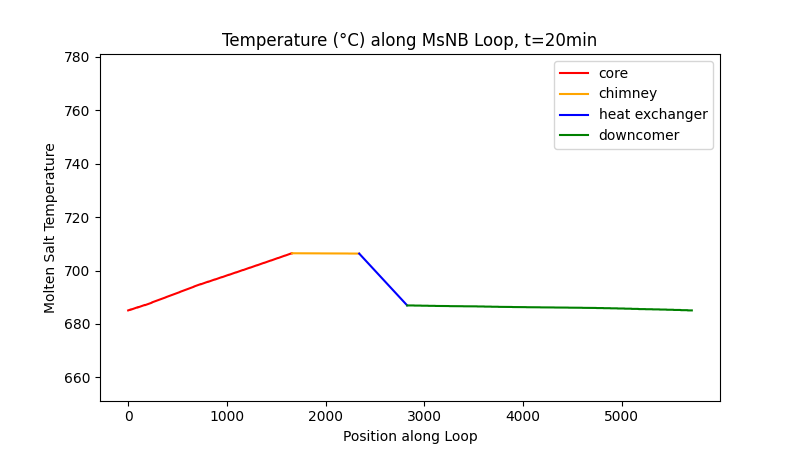 Temperature (°C) along MsNB Loop, t=20min
780
760
740
720
700
680
660
Molten Salt Temperature
core
chimney
heat exchanger
downcomer
0 1000 2000 3000 4000 5000
Position along Loop